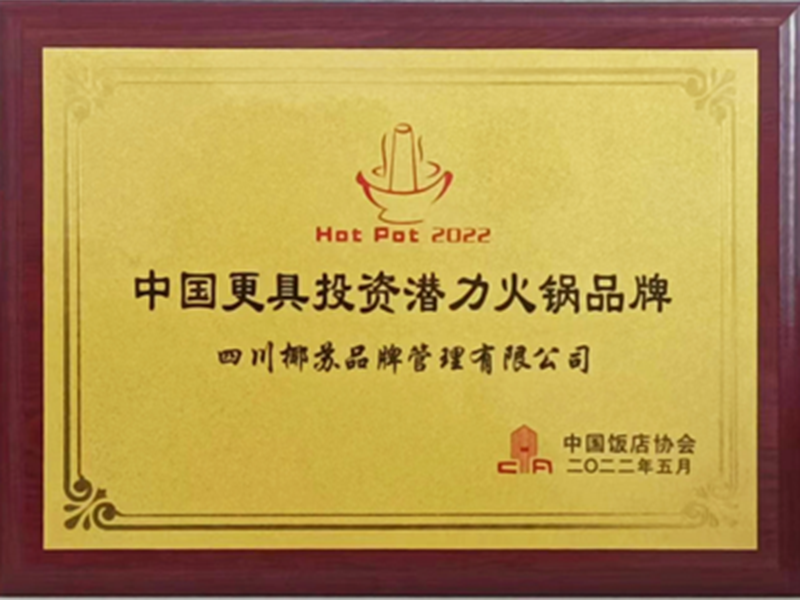 Hot Pot 2022
中国更具投资潜力火锅品牌
四川椰苏品牌管理有限公司
CHA
中国饭店协会
二〇二二年五月